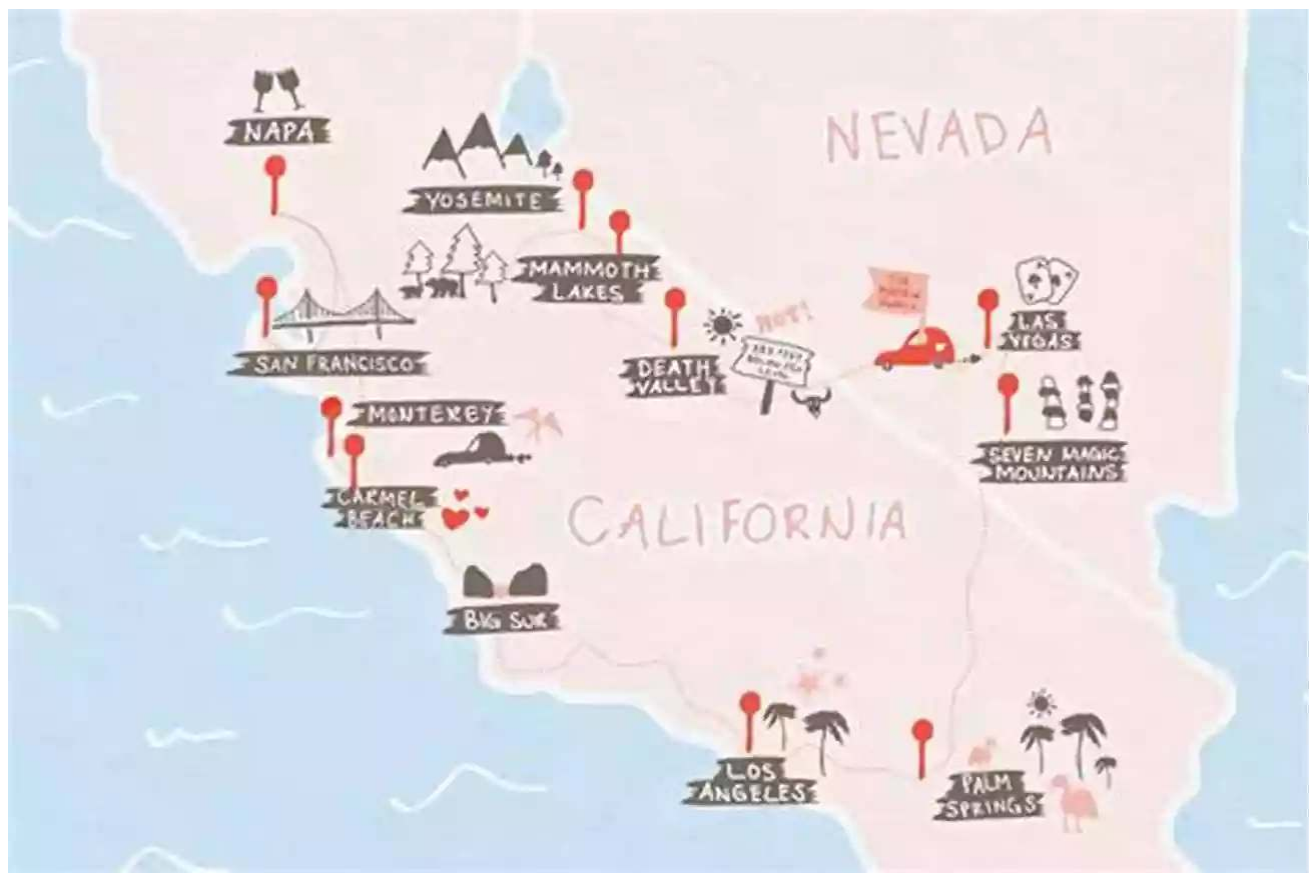 NAPA
NEVADA
YOSEMITE
MAMMOTH
LAKES
HOT!
LAS
VEGAS
SAN FRANCISCO
DEATH
VALLEY
MONTEREY
SEVEN MAGIC
MOUNTAINS
CARMEL
BEACH
CALIFORNIA
BIG SUR
LOS
ANGELES
PALM
SPRINGS